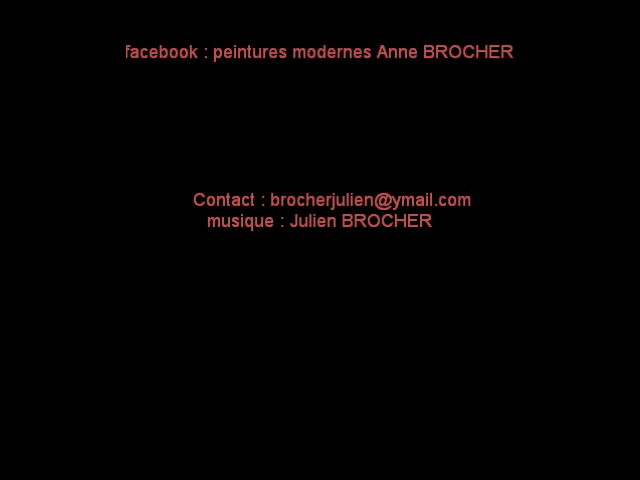 facebook : peintures modernes Anne BROCHER
Contact : brocherjulien@ymail.com
musique : Julien BROCHER